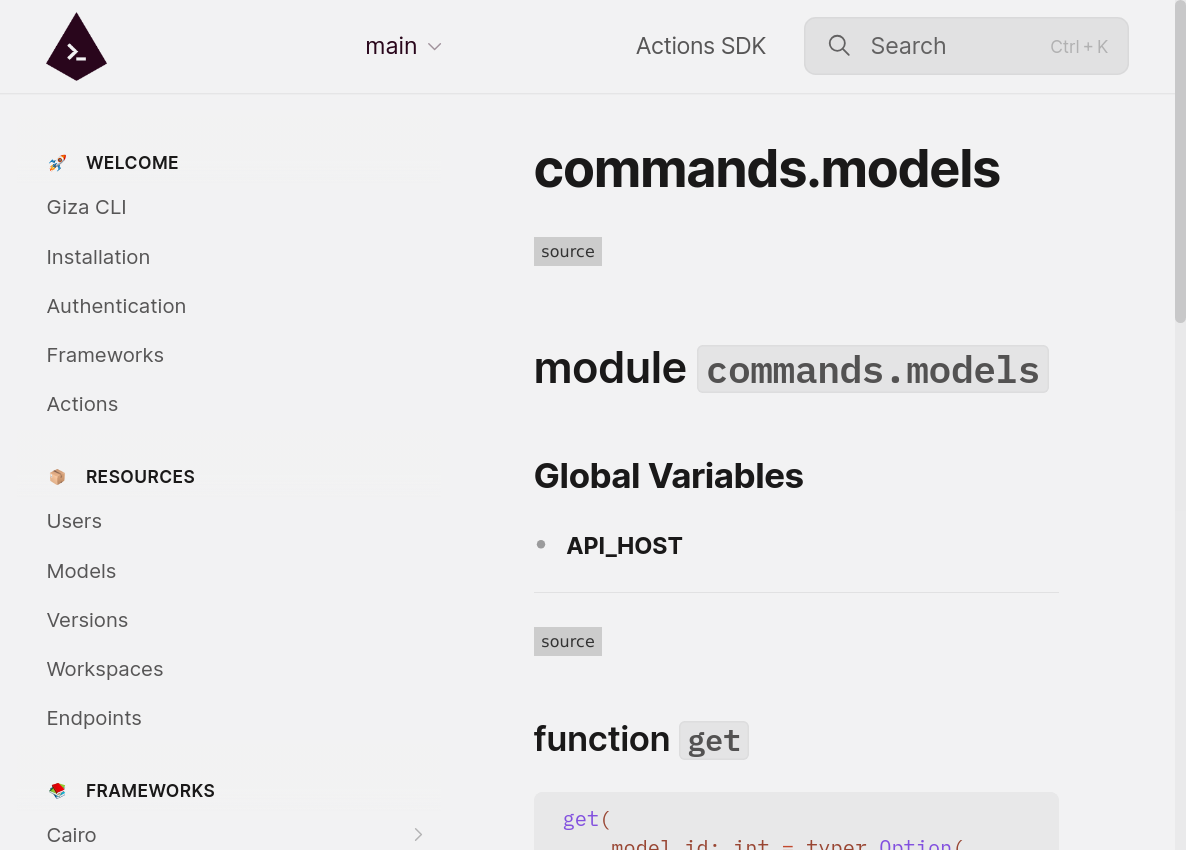 main
Actions SDK
Search
Ctrl + K
WELCOME
Giza CLI
Installation
Authentication
Frameworks
Actions
RESOURCES
Users
Models
Versions
Workspaces
Endpoints
FRAMEWORKS
Cairo
commands.models
source
module commands.models
Global Variables
API_HOST
source
function get
get(
model_id: int = typer.Option(